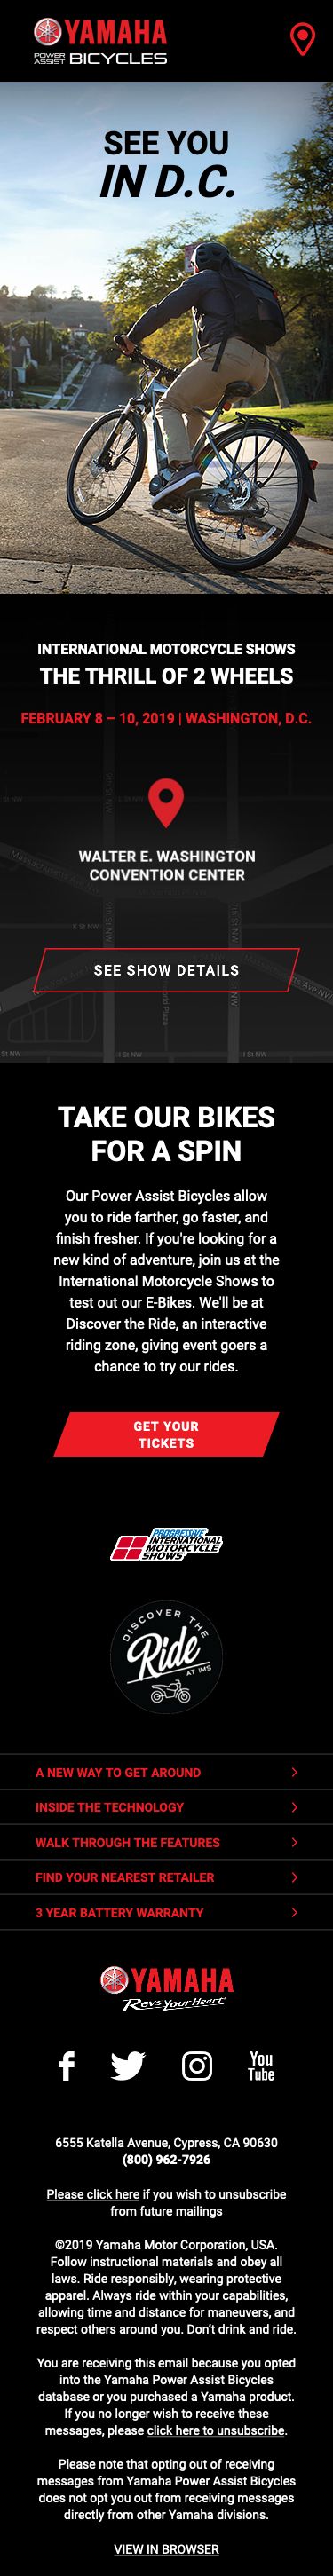 YAMAHA
POWER ASSIST BICYCLES
SEE YOU
IN D.C.
INTERNATIONAL MOTORCYCLE SHOWS
THE THRILL OF 2 WHEELS
FEBRUARY 8 – 10, 2019 | WASHINGTON, D.C.
WALTER E. WASHINGTON
CONVENTION CENTER
K St NW
SEE SHOW DETAILS
St NW
I St NW
I St NW
TAKE OUR BIKES
FOR A SPIN
Our Power Assist Bicycles allow
you to ride farther, go faster, and
finish fresher. If you're looking for a
new kind of adventure, join us at the
International Motorcycle Shows to
test out our E-Bikes. We'll be at
Discover the Ride, an interactive
riding zone, giving event goers a
chance to try our rides.
GET YOUR
TICKETS
PROGRESSIVE
INTERNATIONAL
MOTORCYCLE
SHOWS
DISCOVER THE
Ride
AT IMS
A NEW WAY TO GET AROUND
INSIDE THE TECHNOLOGY
WALK THROUGH THE FEATURES
FIND YOUR NEAREST RETAILER
3 YEAR BATTERY WARRANTY
YAMAHA
Revs Your Heart
You
Tube
6555 Katella Avenue, Cypress, CA 90630
(800) 962-7926
Please click here if you wish to unsubscribe
from future mailings
©2019 Yamaha Motor Corporation, USA.
Follow instructional materials and obey all
laws. Ride responsibly, wearing protective
apparel. Always ride within your capabilities,
allowing time and distance for maneuvers, and
respect others around you. Don't drink and ride.
You are receiving this email because you opted
into the Yamaha Power Assist Bicycles
database or you purchased a Yamaha product.
If you no longer wish to receive these
messages, please click here to unsubscribe.
Please note that opting out of receiving
messages from Yamaha Power Assist Bicycles
does not opt you out from receiving messages
directly from other Yamaha divisions.
VIEW IN BROWSER